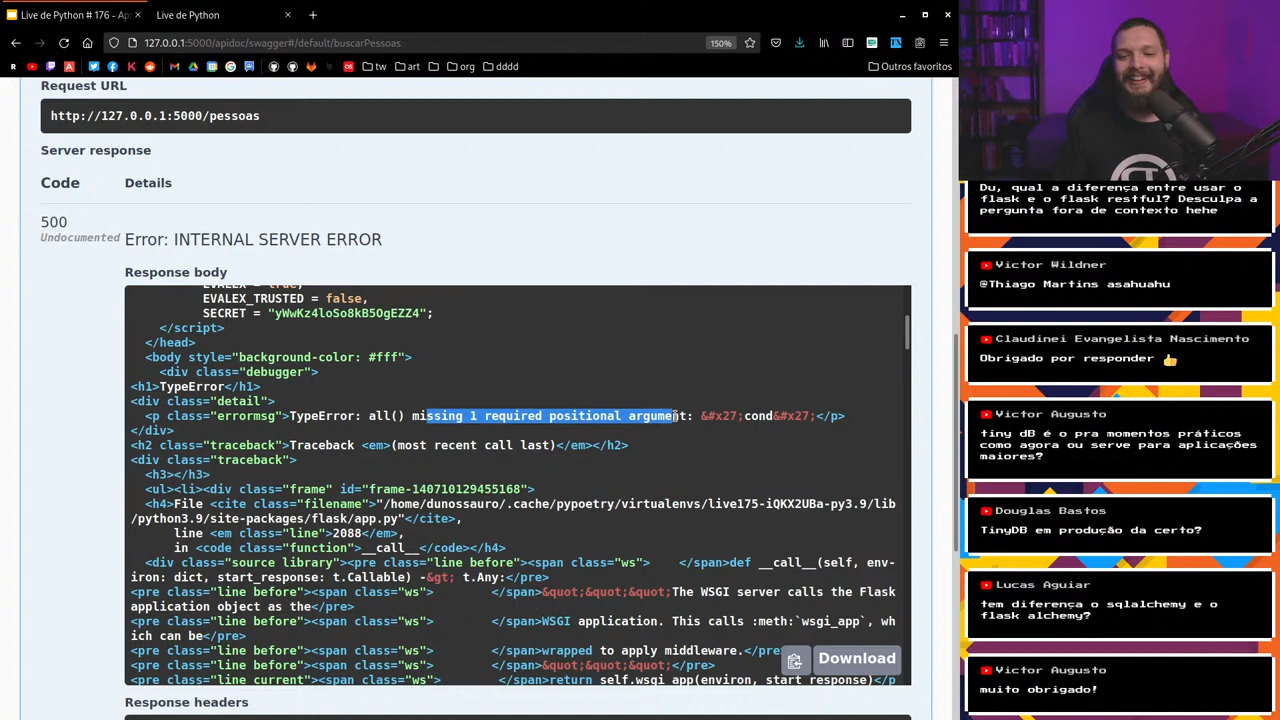 Live de Python # 176 - Ap
Live de Python
127.0.0.1:5000/apidoc/swagger#/default/buscarPessoas
150%
tw
art
org
dddd
Outros favoritos
Request URL
http://127.0.0.1:5000/pessoas
Server response
Code
Details
500
Undocumented
Error: INTERNAL SERVER ERROR
Response body
EVALEX = true,
EVALEX_TRUSTED = false,
SECRET = "yWwKz4loSo8kB5OgEZZ4";
</script>
</head>
<body style="background-color: #fff">
<div class="debugger">
<h1>TypeError</h1>
<div class="detail">
<p class="errormsg">TypeError: all() missing 1 required positional argument: &#x27;cond&#x27;</p>
</div>
<h2 class="traceback">Traceback <em>(most recent call last)</em></h2>
<div class="traceback">
<h3></h3>
<ul><li><div class="frame" id="frame-140710129455168">
<h4>File <cite class="filename">"/home/dunossauro/.cache/pypoetry/virtualenvs/live175-iQKX2UBa-py3.9/lib
/python3.9/site-packages/flask/app.py"</cite>,
line <em class="line">2088</em>,
in <code class="function">__call__</code></h4>
<div class="source library"><pre class="line before"><span class="ws">    </span>def __call__(self, env-
iron: dict, start_response: t.Callable) -&gt; t.Any:</pre>
<pre class="line before"><span class="ws">        </span>&quot;&quot;&quot;The WSGI server calls the Flask
application object as the</pre>
<pre class="line before"><span class="ws">        </span>WSGI application. This calls :meth:`wsgi_app`, wh
ich can be</pre>
<pre class="line before"><span class="ws">        </span>wrapped to apply middleware.</pre>
<pre class="line before"><span class="ws">        </span>&quot;&quot;&quot;</pre>
<pre class="line current"><span class="ws">        </span>return self.wsgi_app(environ, start_response)</p
Download
Response headers
Du, qual a diferença entre usar o
flask e o flask restful? Desculpa a
pergunta fora de contexto hehe
Victor Wildner
@Thiago Martins asahuahu
Claudinei Evangelista Nascimento
Obrigado por responder 👍
Victor Augusto
tiny dB é o pra momentos práticos
como agora ou serve para aplicações
maiores?
Douglas Bastos
TinyDB em produção da certo?
Lucas Aguiar
tem diferença o sqlalchemy e o
flask alchemy?
Victor Augusto
muito obrigado!